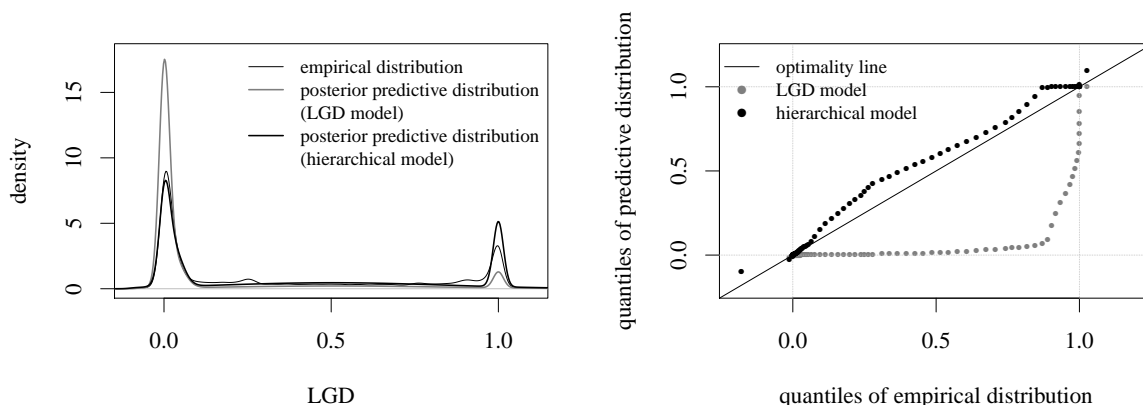 empirical distribution
posterior predictive distribution
(LGD model)
posterior predictive distribution
(hierarchical model)
density
0
5
10
15
0.0
0.5
1.0
LGD
optimality line
LGD model
hierarchical model
quantiles of predictive distribution
0.0
0.5
1.0
0.0
0.5
1.0
quantiles of empirical distribution